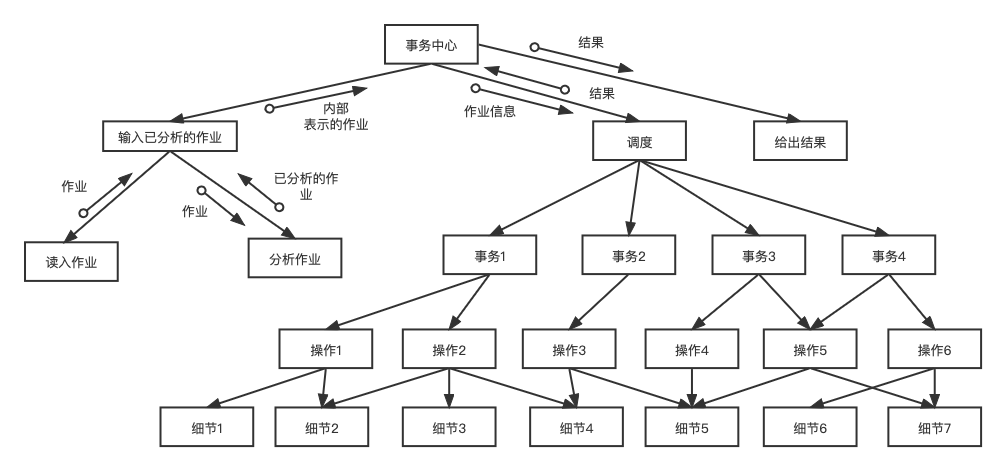 事务中心
结果
结果
内部
表示的作业
作业信息
输入已分析的作业
调度
给出结果
作业
已分析的作
业
作业
读入作业
分析作业
事务1
事务2
事务3
事务4
操作1
操作2
操作3
操作4
操作5
操作6
细节1
细节2
细节3
细节4
细节5
细节6
细节7